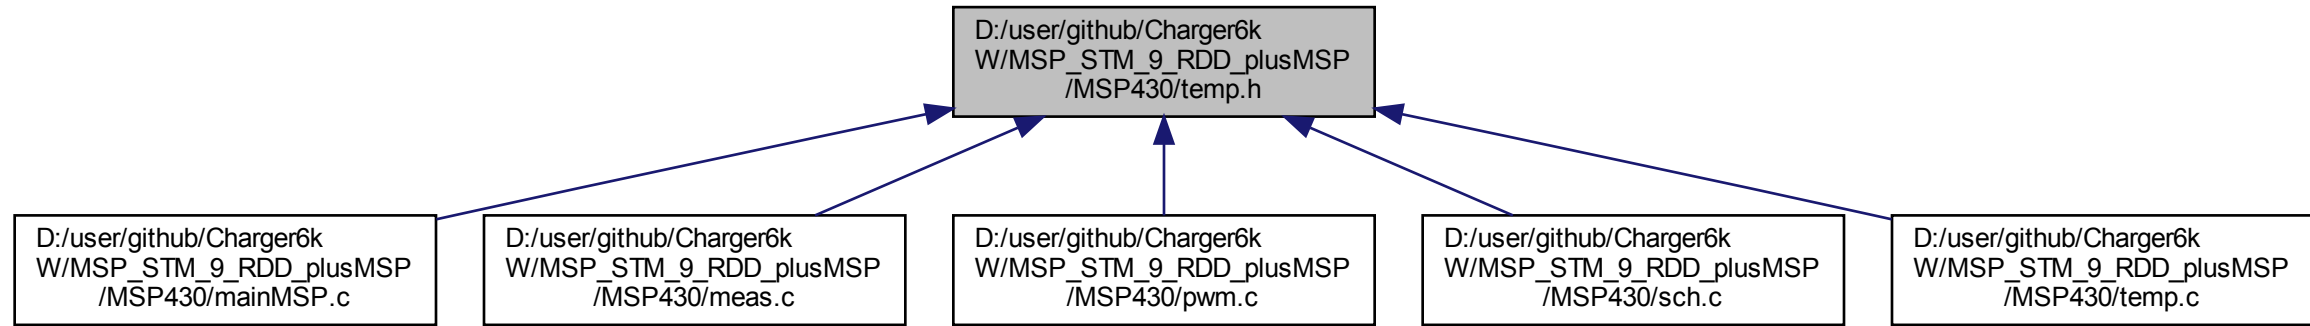 D:/user/github/Charger6k
W/MSP_STM_9_RDD_plusMSP
/MSP430/temp.h
D:/user/github/Charger6k
W/MSP_STM_9_RDD_plusMSP
/MSP430/mainMSP.c
D:/user/github/Charger6k
W/MSP_STM_9_RDD_plusMSP
/MSP430/meas.c
D:/user/github/Charger6k
W/MSP_STM_9_RDD_plusMSP
/MSP430/pwm.c
D:/user/github/Charger6k
W/MSP_STM_9_RDD_plusMSP
/MSP430/sch.c
D:/user/github/Charger6k
W/MSP_STM_9_RDD_plusMSP
/MSP430/temp.c